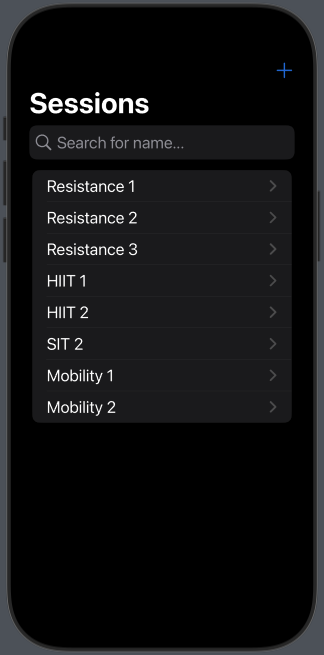 Sessions
Search for name...
Resistance 1
Resistance 2
Resistance 3
HIIT 1
HIIT 2
SIT 2
Mobility 1
Mobility 2